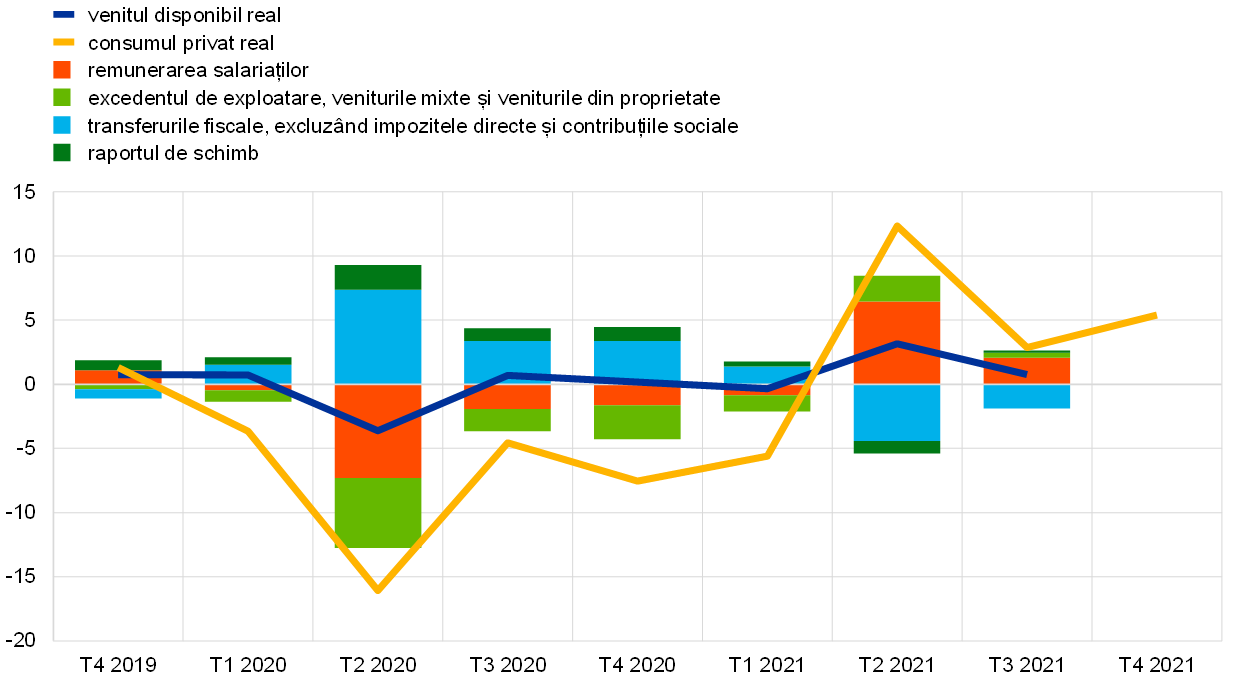 venitul disponibil real
consumul privat real
remunerarea salariaților
excedentul de exploatare, veniturile mixte și veniturile din proprietate
transferurile fiscale, excluzând impozitele directe și contribuțiile sociale
raportul de schimb
15
10
5
0
-5
-10
-15
-20
T4 2019 T1 2020 T2 2020 T3 2020 T4 2020 T1 2021 T2 2021 T3 2021 T4 2021